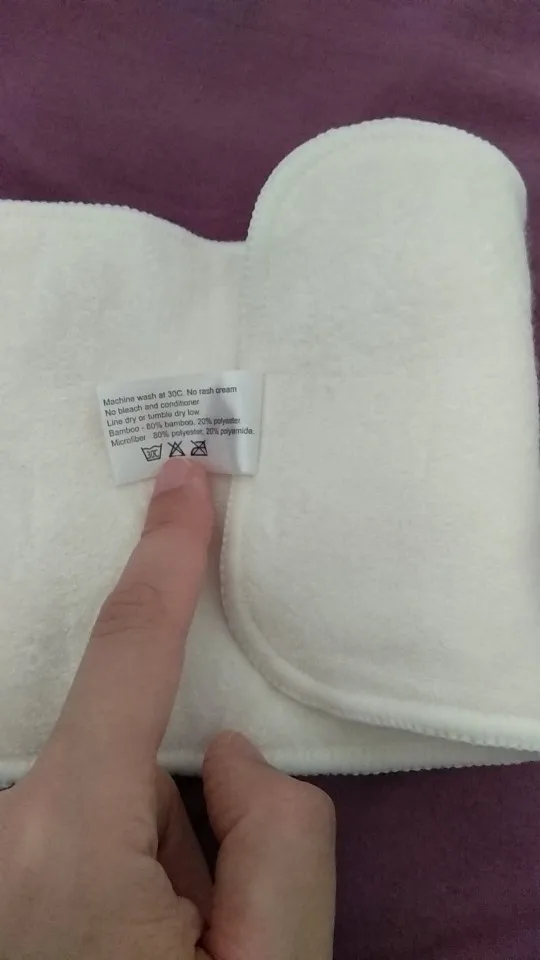 Machine wash at 30C. No rash cream
No bleach and conditioner
Line dry or tumble dry low
Bamboo - 80% bamboo, 20% polyester.
Microfiber 80% polyester, 20% polyamide.
30C